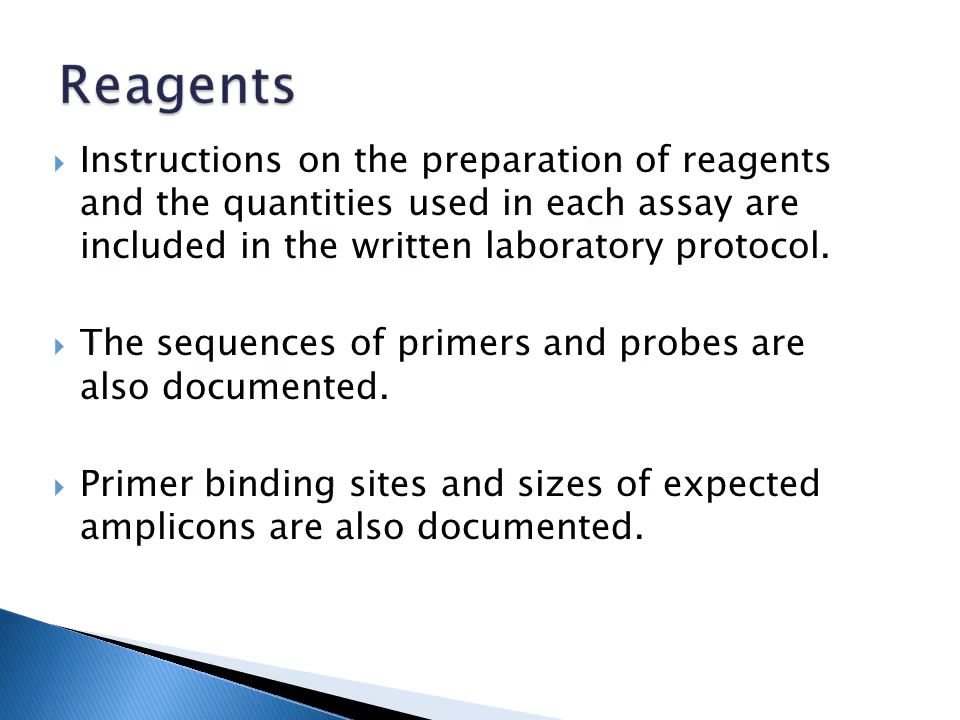 Reagents
Instructions on the preparation of reagents
and the quantities used in each assay are
included in the written laboratory protocol.
The sequences of primers and probes are
also documented.
Primer binding sites and sizes of expected
amplicons are also documented.